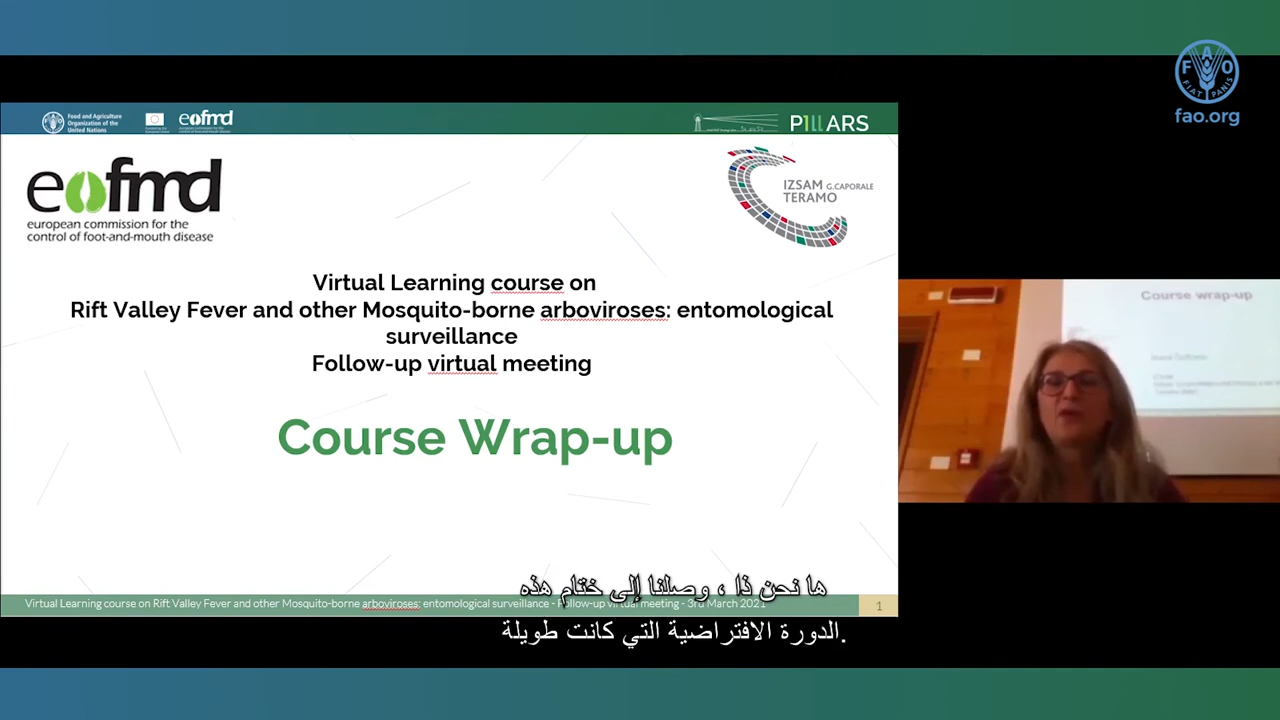 FAO
FIAT PANIS
fao.org
Food and Agriculture
Organization of the
United Nations
eofmd
PILLARS
eofmd
european commission for the
control of foot-and-mouth disease
IZSAM G.CAPORALE
TERAMO
Virtual Learning course on
Rift Valley Fever and other Mosquito-borne arboviroses: entomological
surveillance
Follow-up virtual meeting
Course Wrap-up
Course wrap-up
ها نحن ذا ، وصلنا إلى ختام هذه
الدورة الافتراضية التي كانت طويلة.
Virtual Learning course on Rift Valley Fever and other Mosquito-borne arboviroses: entomological surveillance - Follow-up virtual meeting - 3rd March 2021
1